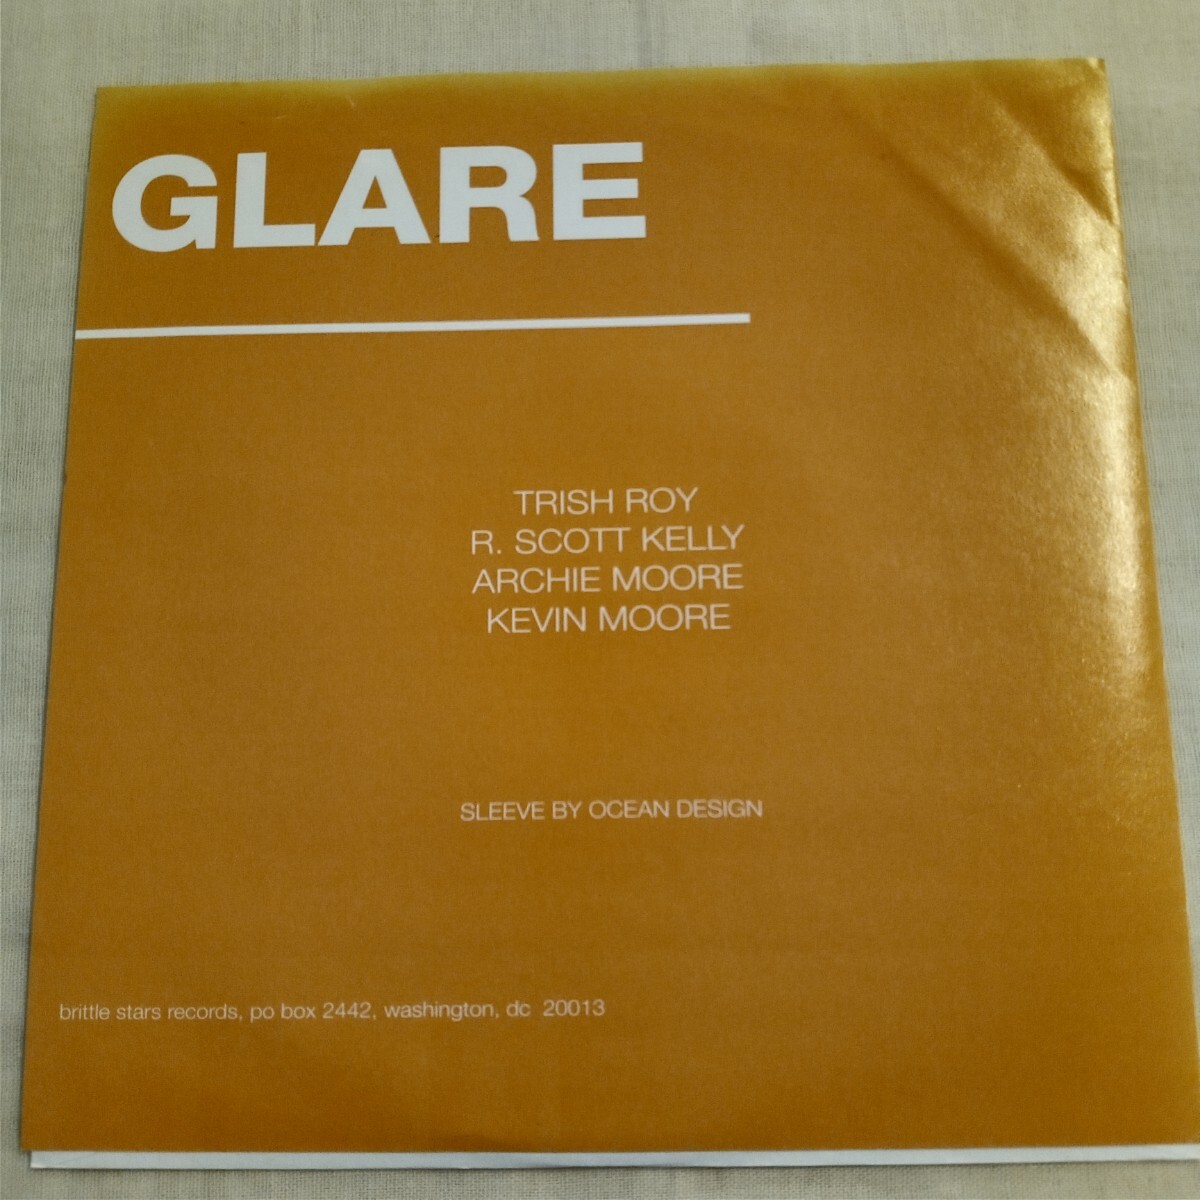 GLARE
TRISH ROY
R. SCOTT KELLY
ARCHIE MOORE
KEVIN MOORE
SLEEVE BY OCEAN DESIGN
brittle stars records, po box 2442, washington, dc 20013